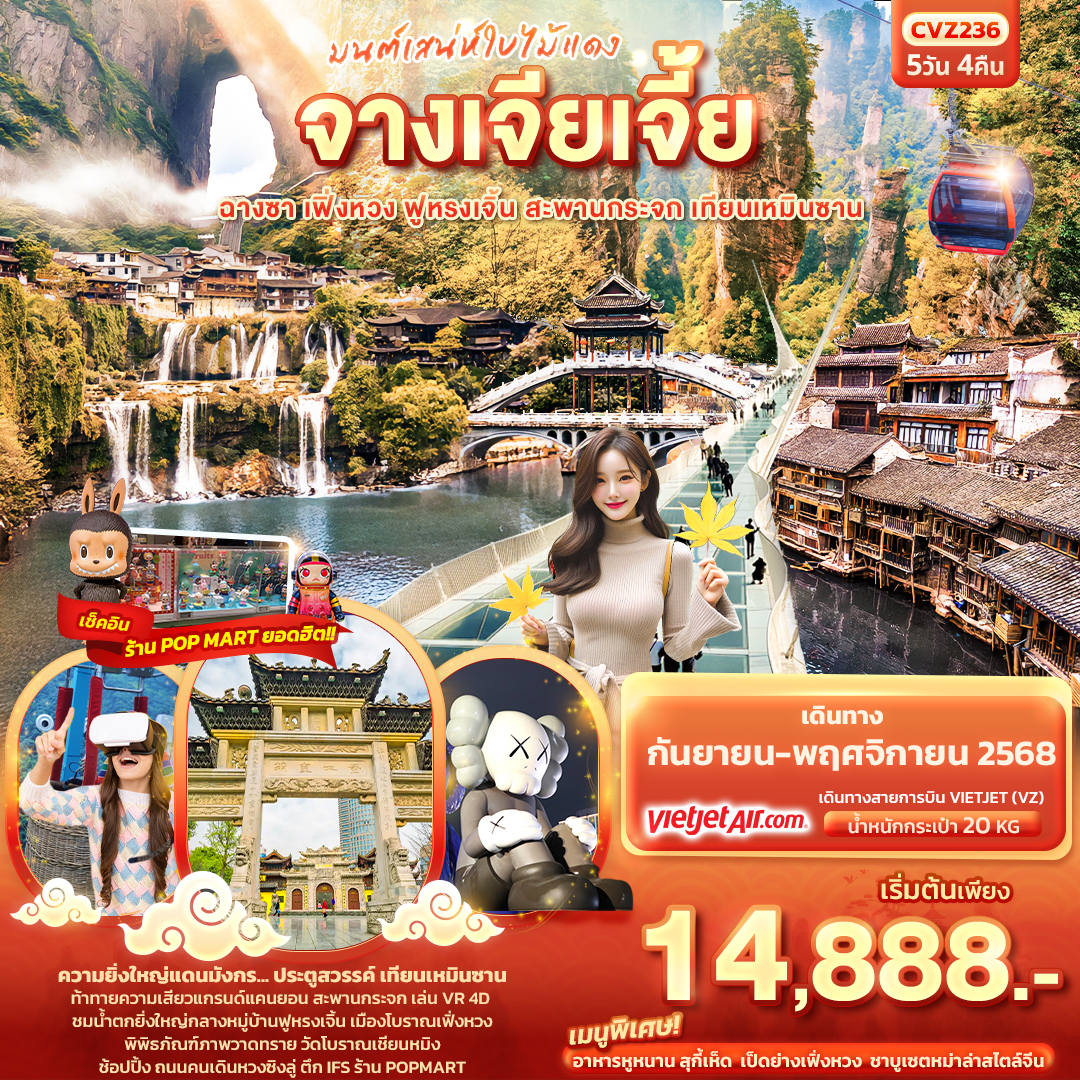 มนต์เสน่ห์ใบไม้แดง
CVZ236
5วัน 4คืน
จางเจียเจี้ย
ฉางซา เฟิ่งหวง ฟูหรงเจิ้น สะพานกระจก เทียนเหมินซาน
เช็คอิน
ร้าน POP MART ยอดฮิต!!
เดินทาง
กันยายน-พฤศจิกายน 2568
เดินทางสายการบิน VIETJET (VZ)
vietjetAir.com
น้ำหนักกระเป๋า 20 KG
เริ่มต้นเพียง
14,888.-
ความยิ่งใหญ่แดนมังกร... ประตูสวรรค์ เทียนเหมินซาน
ท้าทายความเสียวแกรนด์แคนยอน สะพานกระจก เล่น VR 4D
ชมน้ำตกยิ่งใหญ่กลางหมู่บ้านฟูหรงเจิ้น เมืองโบราณเฟิ่งหวง
พิพิธภัณฑ์ภาพวาดทราย วัดโบราณเชียนหมิง
ช้อปปิ้ง ถนนคนเดินหวงซิงลู่ ตึก IFS ร้าน POPMART
เมนูพิเศษ!
อาหารหูหนาน สุกี้เห็ด เป็ดย่างเฟิ่งหวง ชาบูเซตหม่าล่าสไตล์จีน